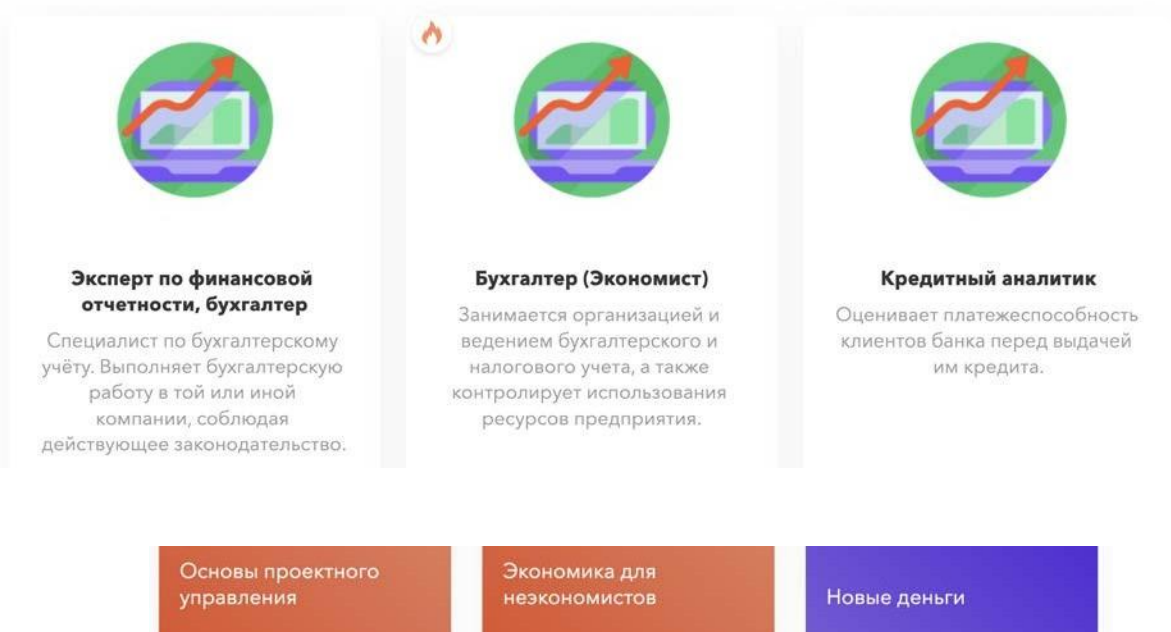 Эксперт по финансовой
отчетности, бухгалтер
Специалист по бухгалтерскому
учёту. Выполняет бухгалтерскую
работу в той или иной
компании, соблюдая
действующее законодательство.
Бухгалтер (Экономист)
Занимается организацией и
ведением бухгалтерского и
налогового учета, а также
контролирует использования
ресурсов предприятия.
Кредитный аналитик
Оценивает платежеспособность
клиентов банка перед выдачей
им кредита.
Основы проектного
управления
Экономика для
неэкономистов
Новые деньги